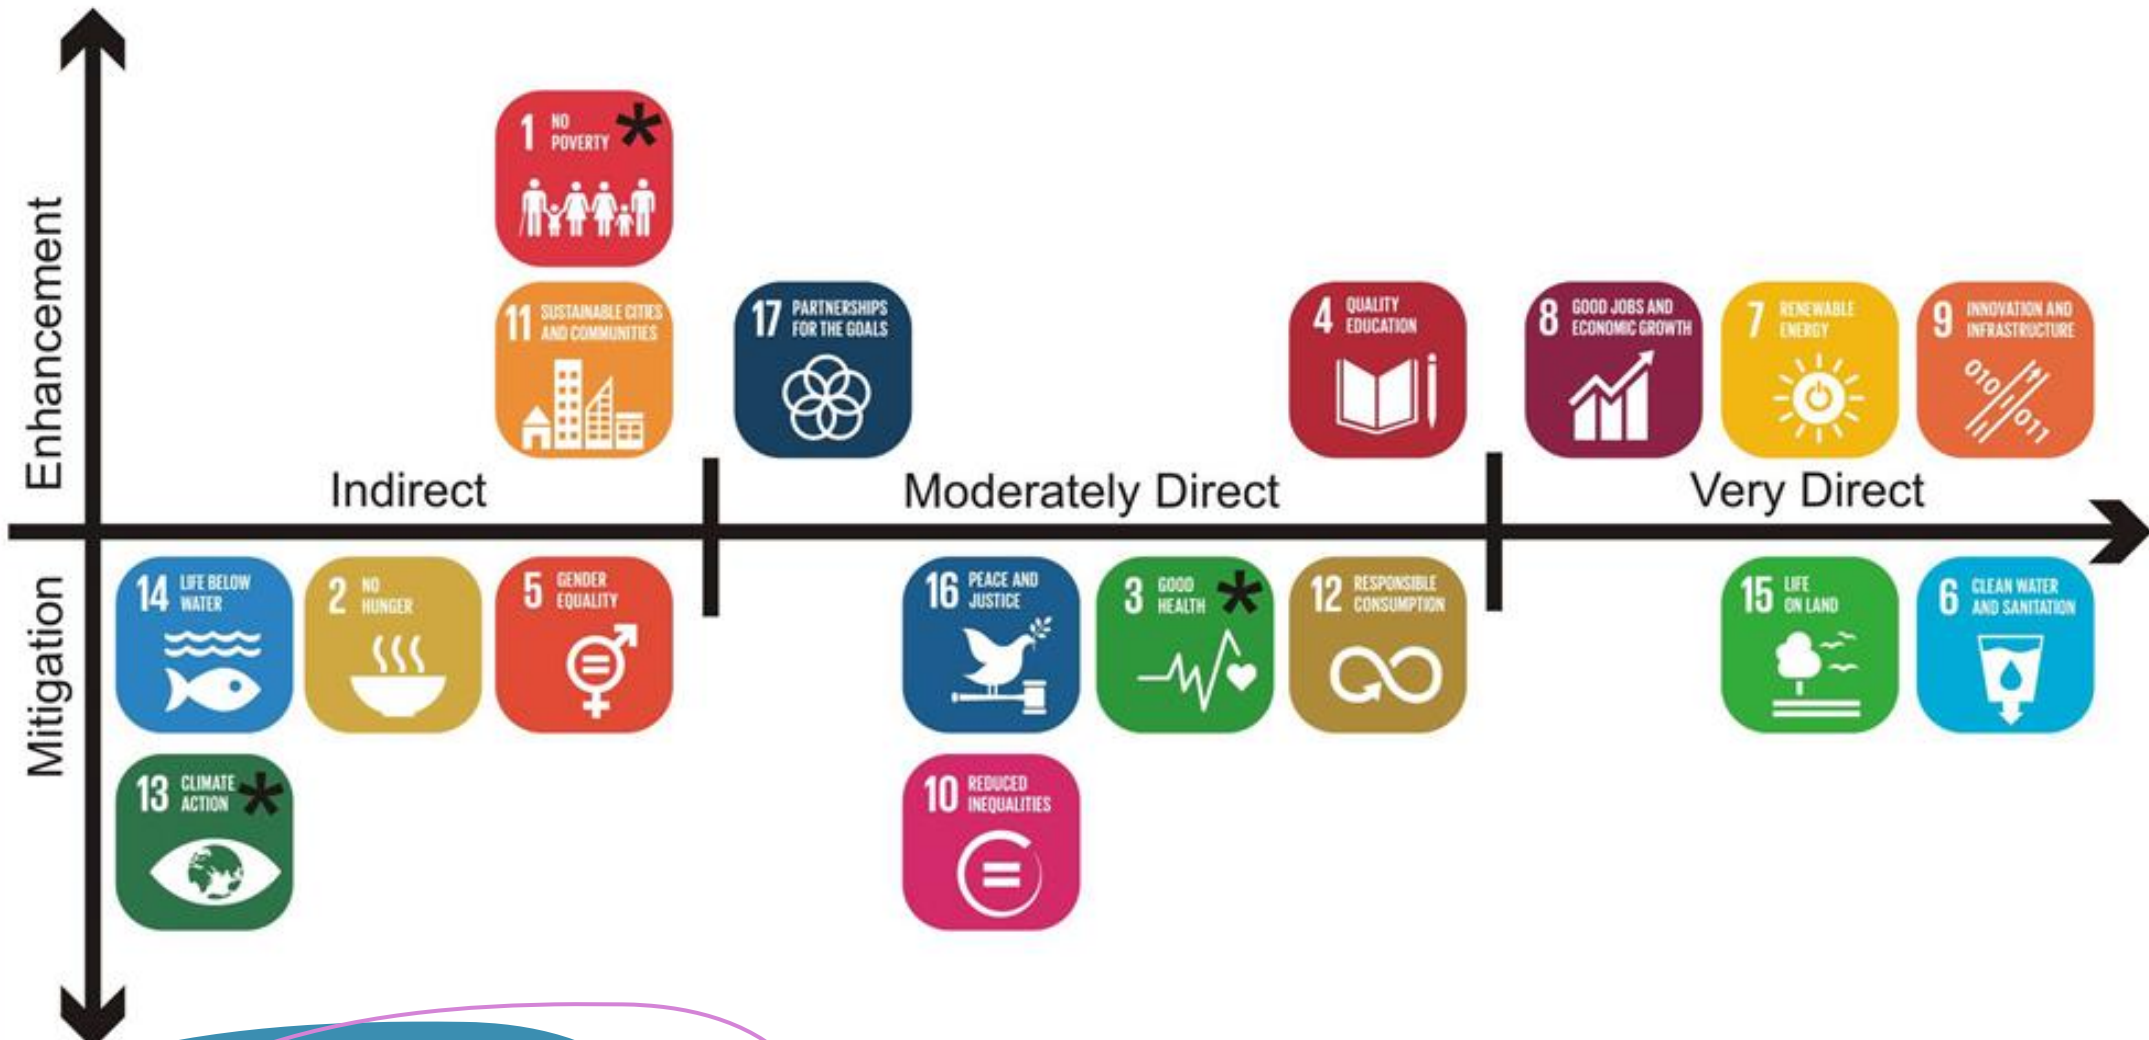 Enhancement
1 NO
POVERTY *
11 SUSTAINABLE CITIES
AND COMMUNITIES
17 PARTNERSHIPS
FOR THE GOALS
4 QUALITY
EDUCATION
8 GOOD JOBS AND
ECONOMIC GROWTH
7 RENEWABLE
ENERGY
9 INNOVATION AND
INFRASTRUCTURE
010
011
Indirect
Moderately Direct
Very Direct
Mitigation
14 LIFE BELOW
WATER
2 NO
HUNGER
5 GENDER
EQUALITY
16 PEACE AND
JUSTICE
3 GOOD
HEALTH *
12 RESPONSIBLE
CONSUMPTION
15 LIFE
ON LAND
6 CLEAN WATER
AND SANITATION
13 CLIMATE
ACTION *
10 REDUCED
INEQUALITIES